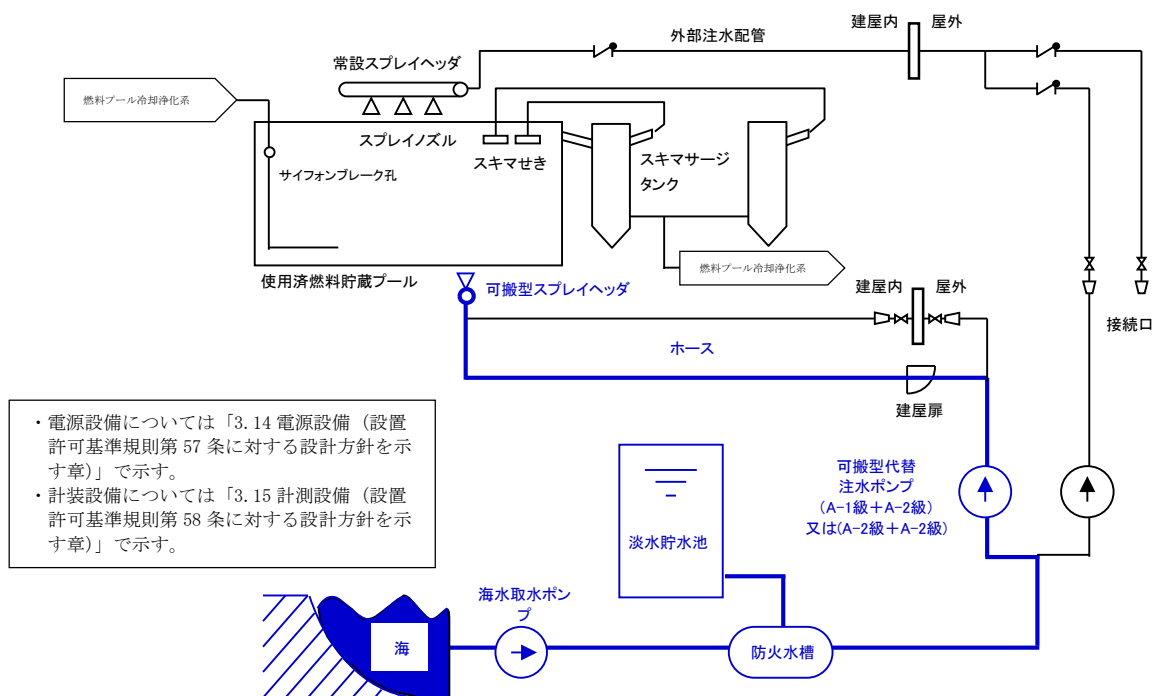 建屋内
屋外
外部注水配管
常設スプレイヘッダ
燃料プール冷却浄化系
スプレイノズル
スキマせき
スキマサージ
タンク
サイフォンブレーク孔
燃料プール冷却浄化系
使用済燃料貯蔵プール
可搬型スプレイヘッダ
建屋内
屋外
接続口
ホース
建屋扉
・電源設備については「3.14 電源設備（設置
許可基準規則第 57 条に対する設計方針を示
す章）」で示す。
・計装設備については「3.15 計測設備（設置
許可基準規則第 58 条に対する設計方針を示
す章）」で示す。
可搬型代替
注水ポンプ
(A-1級＋A-2級)
又は(A-2級＋A-2級)
淡水貯水池
海水取水ポン
プ
海
防火水槽